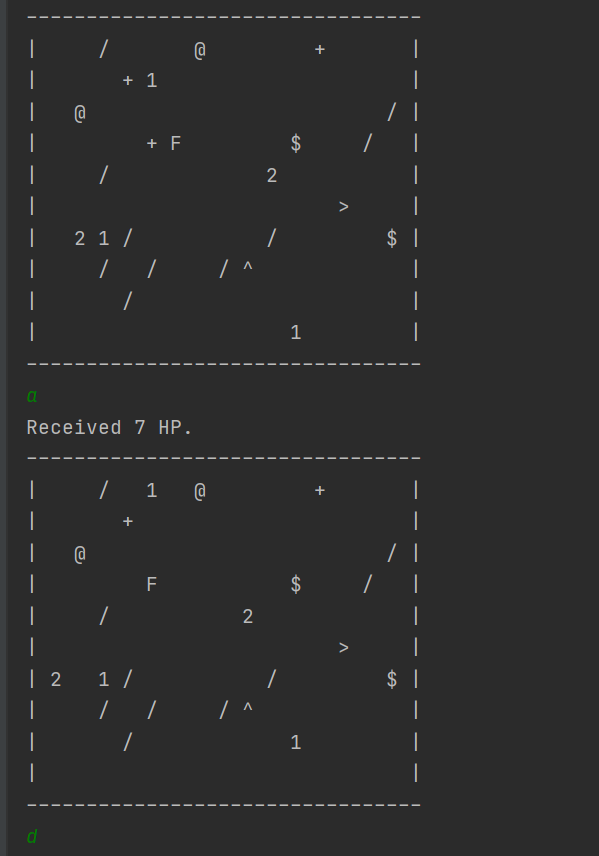 ---------------------------------
|     /       @         +       |
|       + 1                     |
|   @                         / |
|         + F         $     /   |
|     /             2           |
|                         >     |
|   2 1 /           /         $ |
|     /   /     / ^             |
|       /                       |
|                     1         |
---------------------------------
a
Received 7 HP.
---------------------------------
|     /   1   @         +       |
|       +                       |
|   @                         / |
|         F           $     /   |
|     /           2             |
|                         >     |
| 2   1 /           /         $ |
|     /   /     / ^             |
|       /             1         |
|                               |
---------------------------------
d